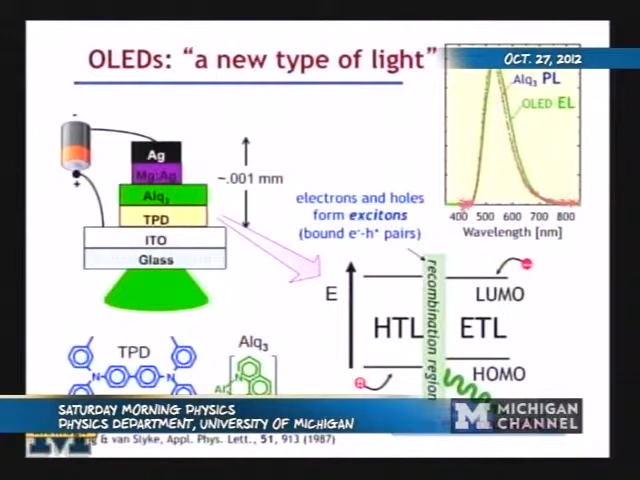 OLEDs: "a new type of light"
OCT. 27, 2012
Alq3 PL
OLED EL
400 500 600 700 800
Wavelength [nm]
-
+
Ag
Mg:Ag
Alq3
TPD
ITO
Glass
~.001 mm
electrons and holes
form excitons
(bound e⁻-h⁺ pairs)
E
recombination region
LUMO
HTL
ETL
HOMO
TPD
N
N
Alq3
Al
N
SATURDAY MORNING PHYSICS
PHYSICS DEPARTMENT, UNIVERSITY OF MICHIGAN
M MICHIGAN
CHANNEL
& van Slyke, Appl. Phys. Lett., 51, 913 (1987)